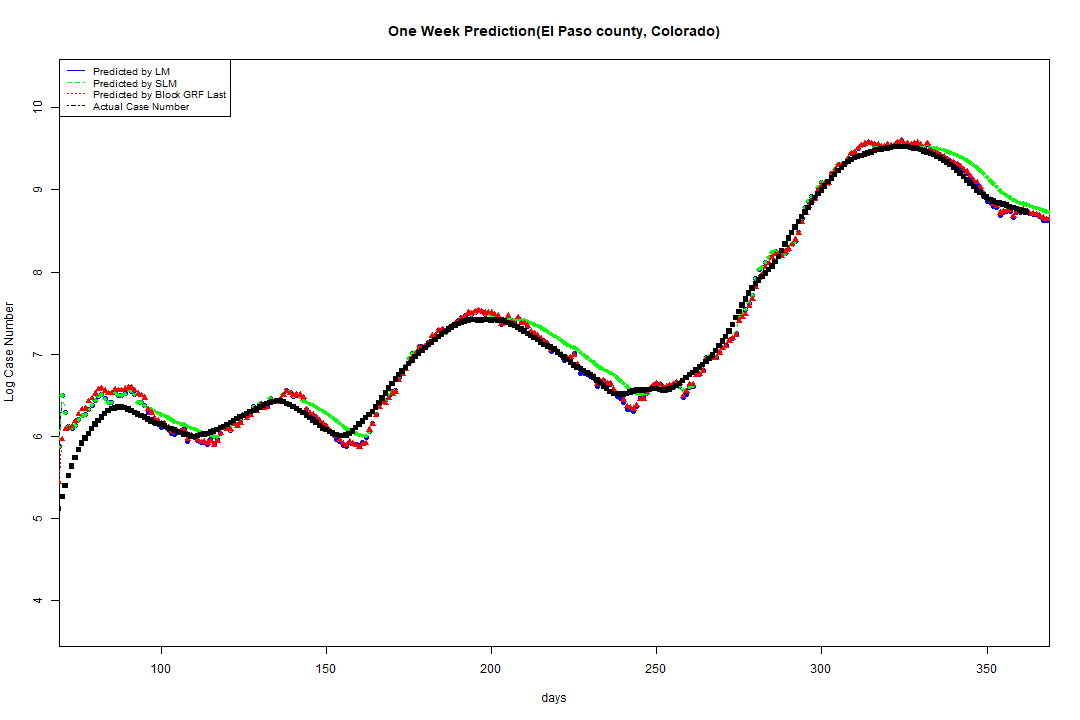 One Week Prediction(El Paso county, Colorado)
Predicted by LM
Predicted by SLM
Predicted by Block GRF Last
Actual Case Number
Log Case Number
10
9
8
7
6
5
4
100 150 200 250 300 350
days